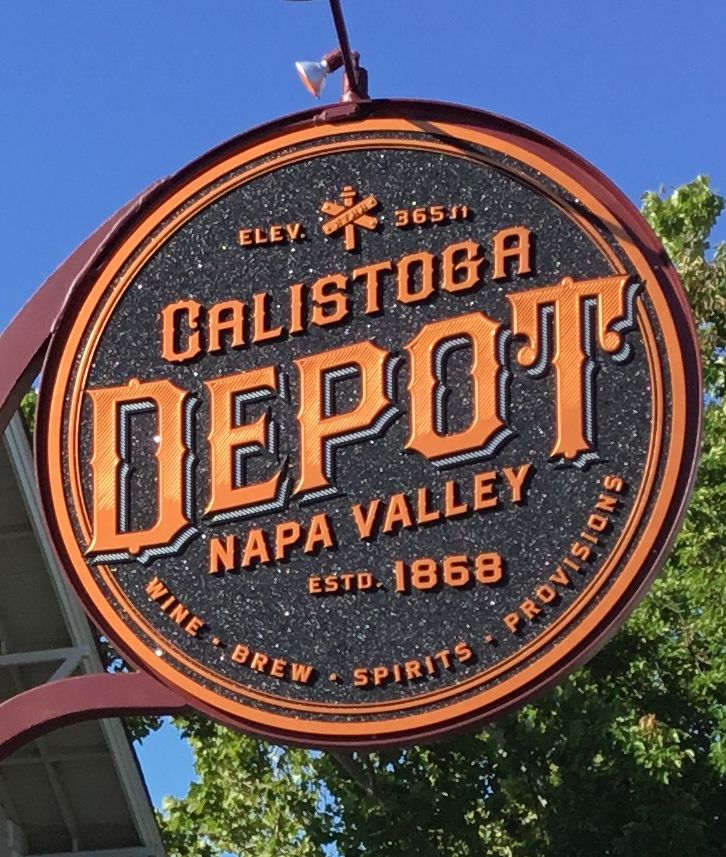 ELEV. 365ft
CALISTOGA
DEPOT
NAPA VALLEY
ESTD. 1868
WINE · BREW · SPIRITS · PROVISIONS